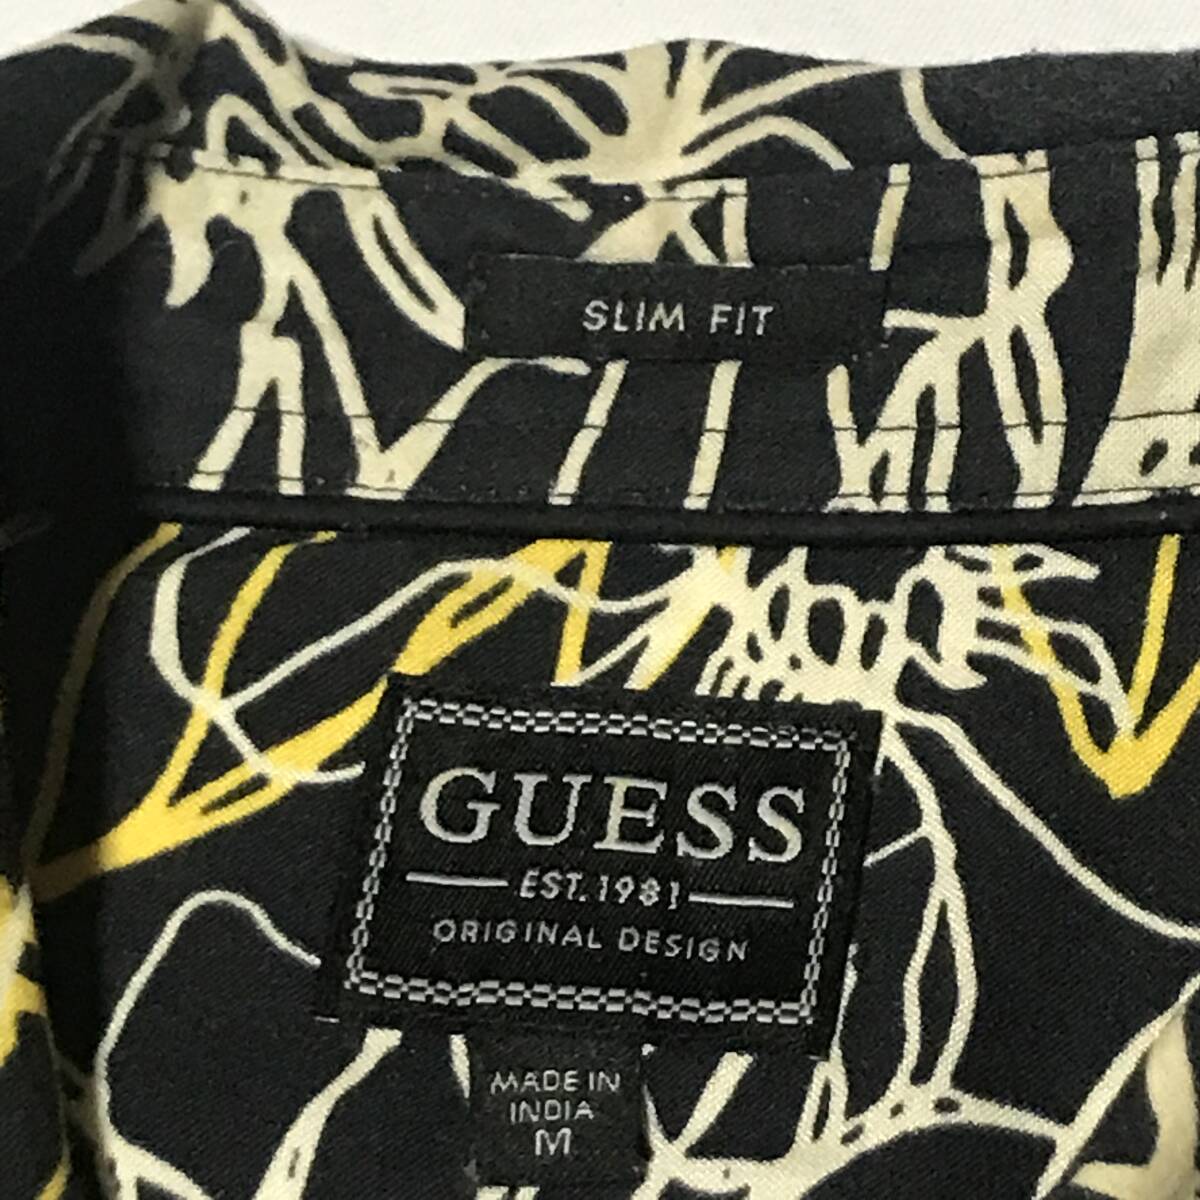 SLIM FIT
GUESS
EST. 1981
ORIGINAL DESIGN
MADE IN
INDIA
M